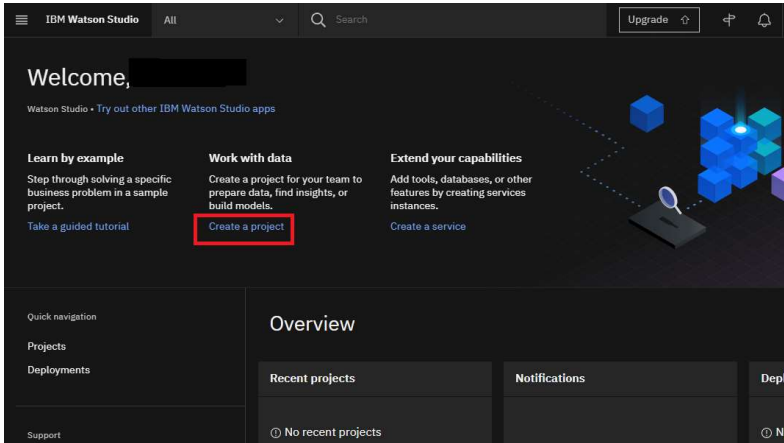 IBM Watson Studio
All
Search
Upgrade
Welcome,
Watson Studio • Try out other IBM Watson Studio apps
Learn by example
Step through solving a specific
business problem in a sample
project.
Take a guided tutorial
Work with data
Create a project for your team to
prepare data, find insights, or
build models.
Create a project
Extend your capabilities
Add tools, databases, or other
features by creating services
instances.
Create a service
Quick navigation
Projects
Deployments
Support
Overview
Recent projects
No recent projects
Notifications
Depl
N